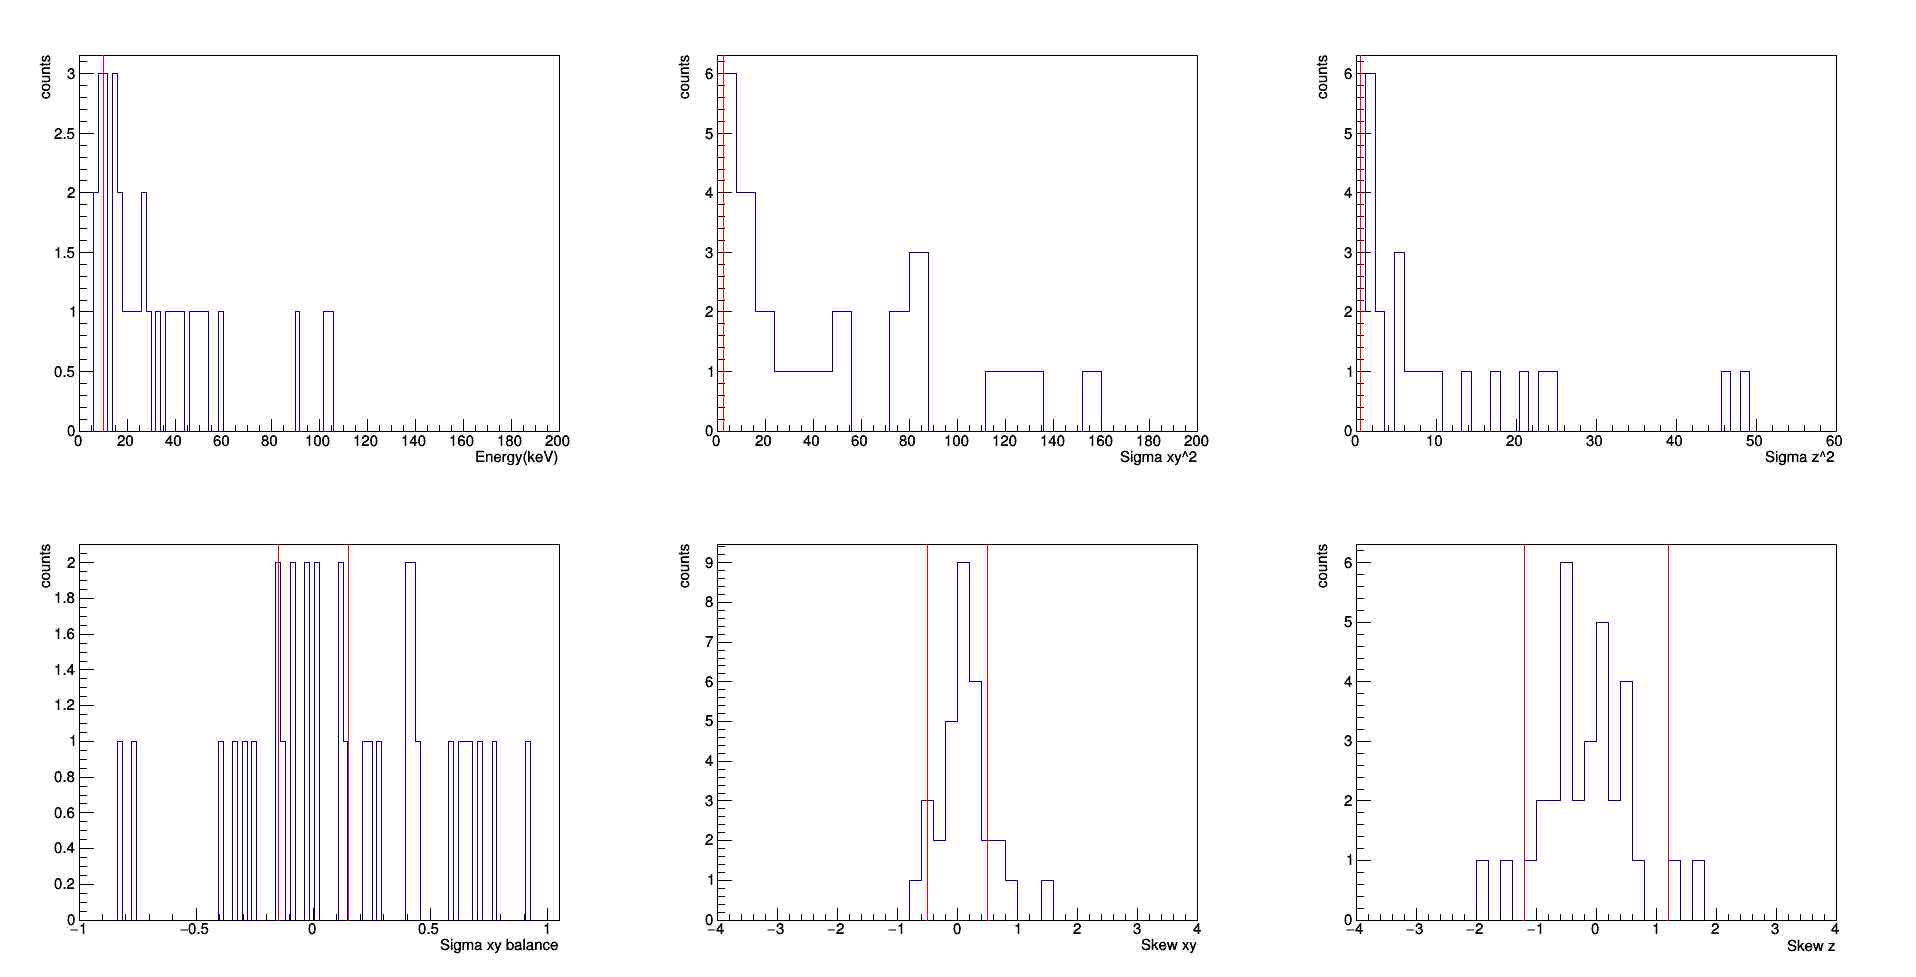 counts
3
2.5
2
1.5
1
0.5
0
0 20 40 60 80 100 120 140 160 180 200
Energy(keV)
counts
6
5
4
3
2
1
0
0 20 40 60 80 100 120 140 160 180 200
Sigma xy^2
counts
6
5
4
3
2
1
0
0 10 20 30 40 50 60
Sigma z^2
counts
2
1.8
1.6
1.4
1.2
1
0.8
0.6
0.4
0.2
0
−1 −0.5 0 0.5 1
Sigma xy balance
counts
9
8
7
6
5
4
3
2
1
0
−4 −3 −2 −1 0 1 2 3 4
Skew xy
counts
6
5
4
3
2
1
0
−4 −3 −2 −1 0 1 2 3 4
Skew z